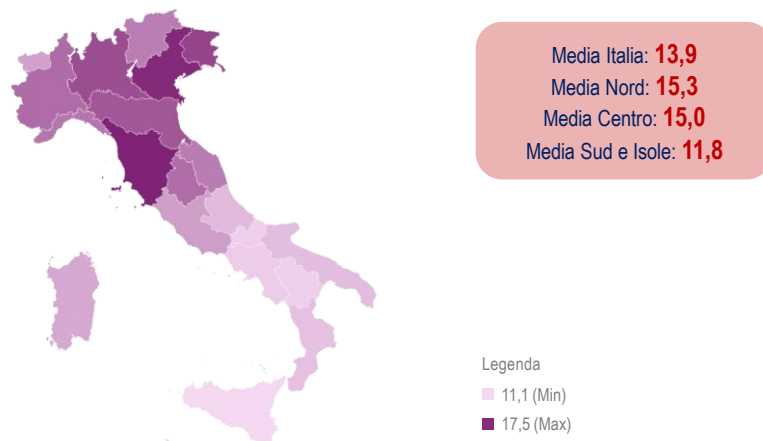 Media Italia: 13,9
Media Nord: 15,3
Media Centro: 15,0
Media Sud e Isole: 11,8
Legenda
11,1 (Min)
17,5 (Max)